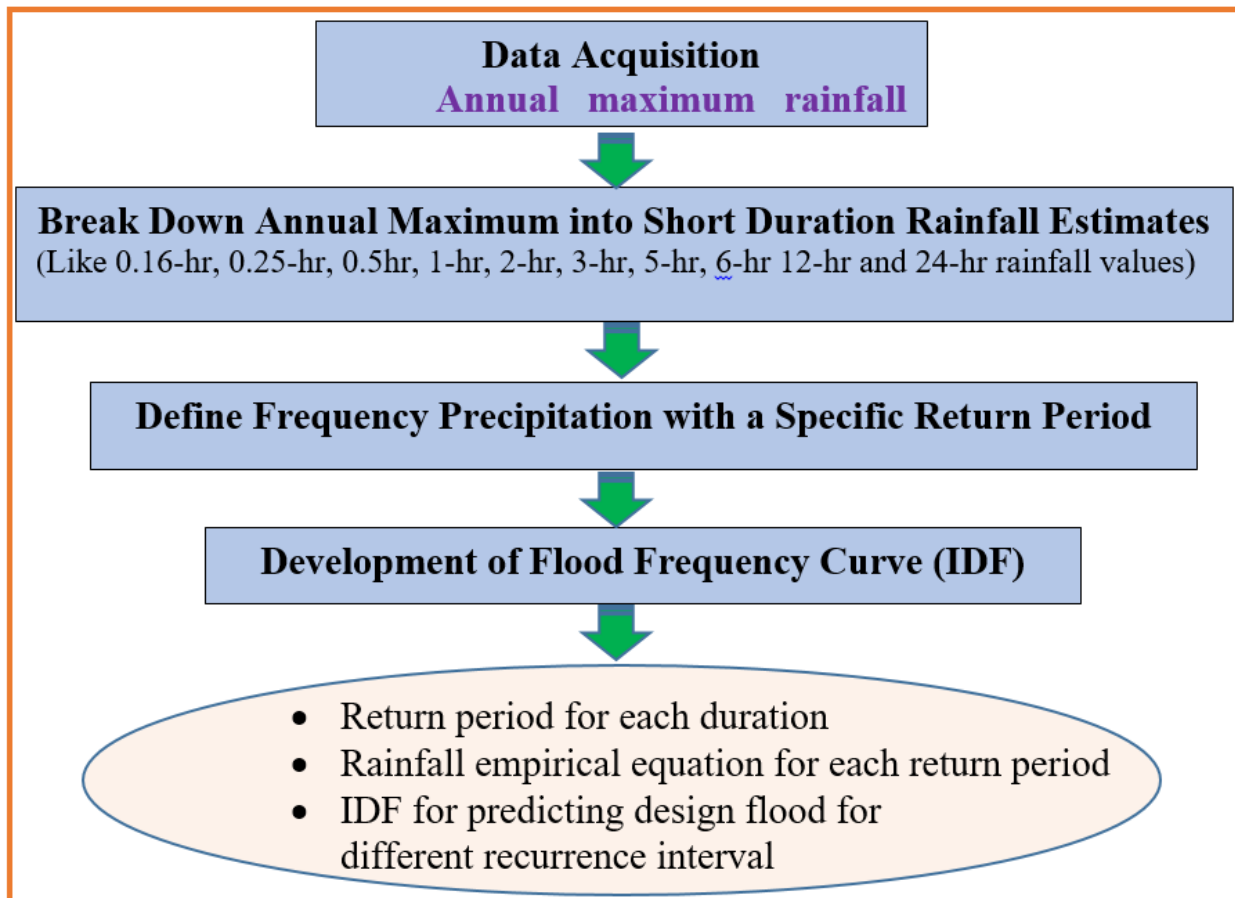 Data Acquisition
Annual maximum rainfall
Break Down Annual Maximum into Short Duration Rainfall Estimates
(Like 0.16-hr, 0.25-hr, 0.5hr, 1-hr, 2-hr, 3-hr, 5-hr, 6-hr 12-hr and 24-hr rainfall values)
Define Frequency Precipitation with a Specific Return Period
Development of Flood Frequency Curve (IDF)
• Return period for each duration
• Rainfall empirical equation for each return period
• IDF for predicting design flood for
different recurrence interval